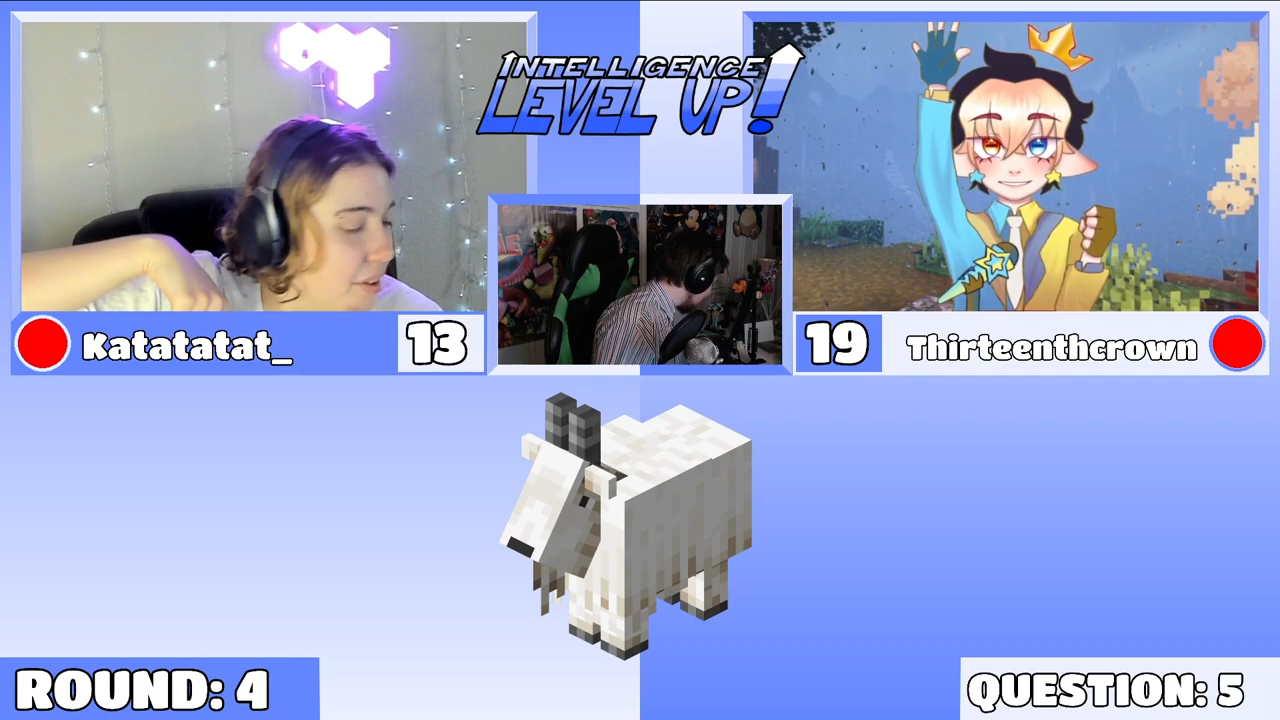 INTELLIGENCE
LEVEL UP!
Katatatat_
13
19
Thirteenthcrown
ROUND: 4
QUESTION: 5